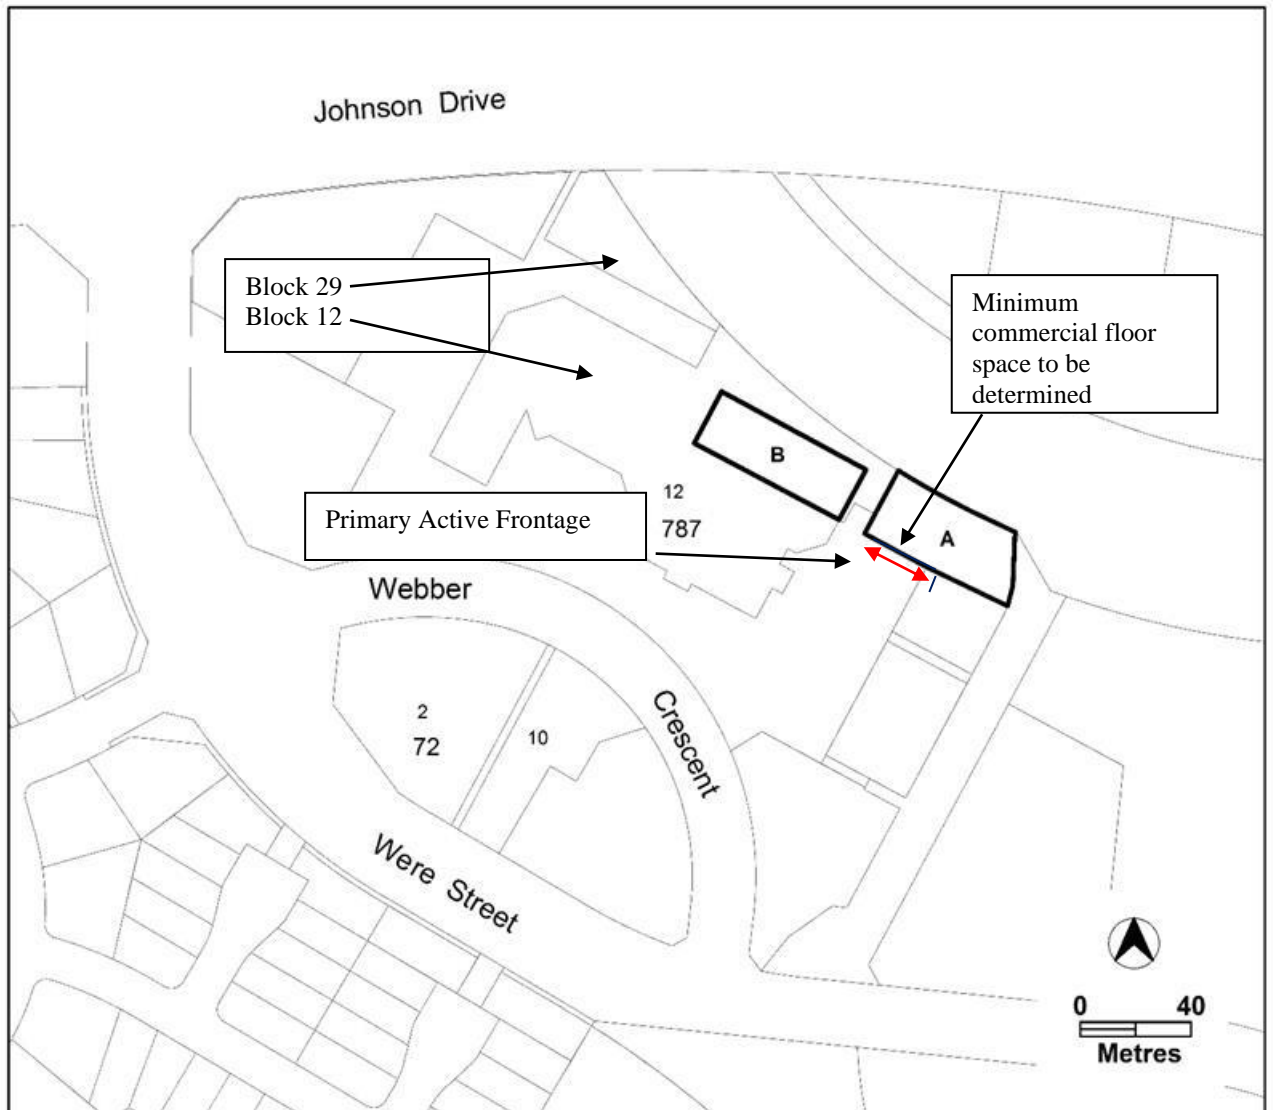 Johnson Drive
Block 29
Block 12
Minimum
commercial floor
space to be
determined
B
12
787
A
Primary Active Frontage
Webber
Crescent
2
72
10
Were Street
0 40
Metres